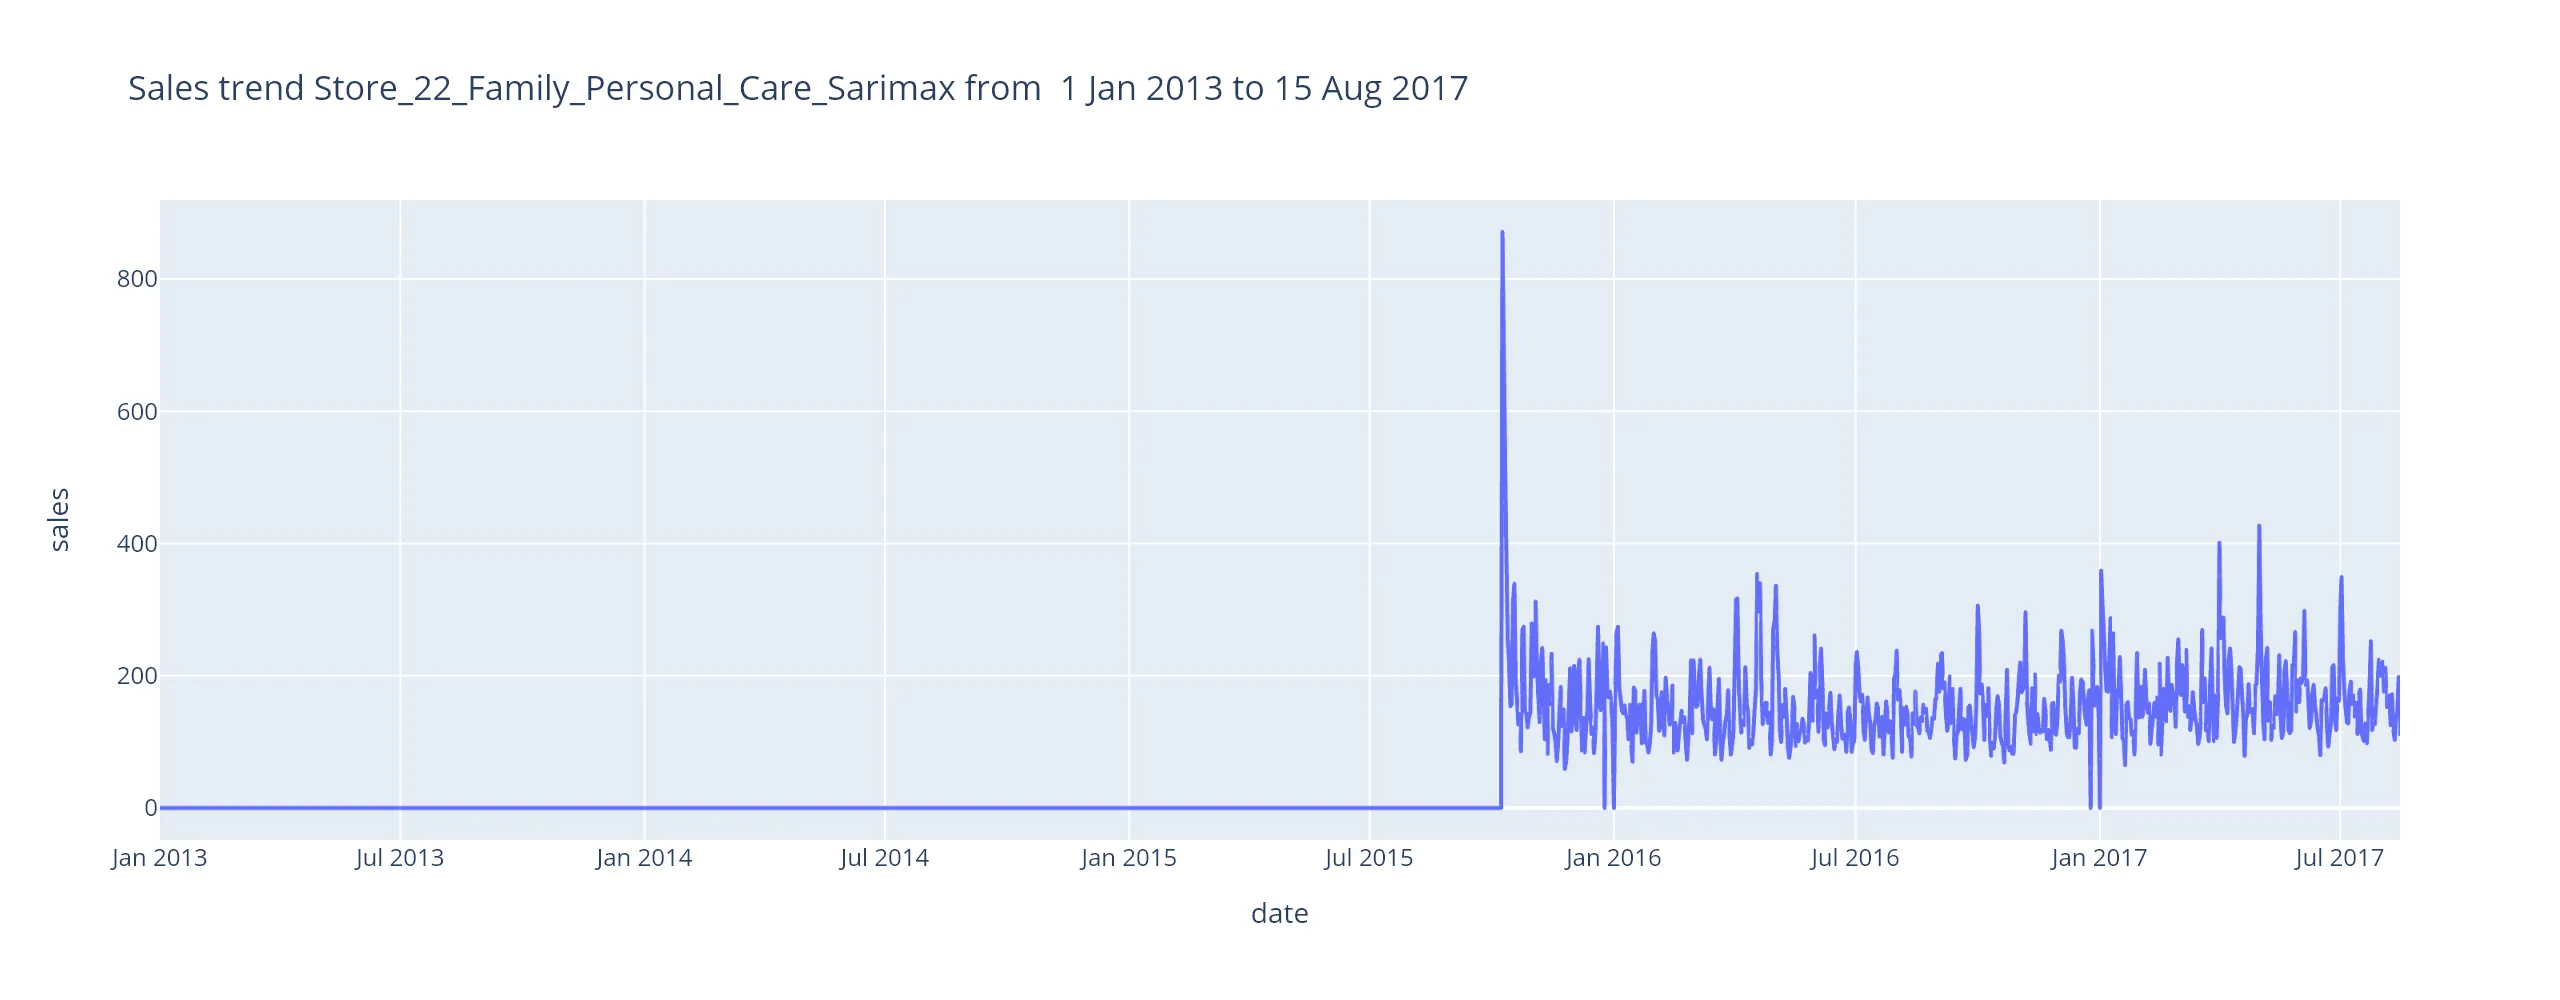 Sales trend Store_22_Family_Personal_Care_Sarimax from  1 Jan 2013 to 15 Aug 2017
800
600
400
200
0
sales
Jan 2013 Jul 2013 Jan 2014 Jul 2014 Jan 2015 Jul 2015 Jan 2016 Jul 2016 Jan 2017 Jul 2017
date